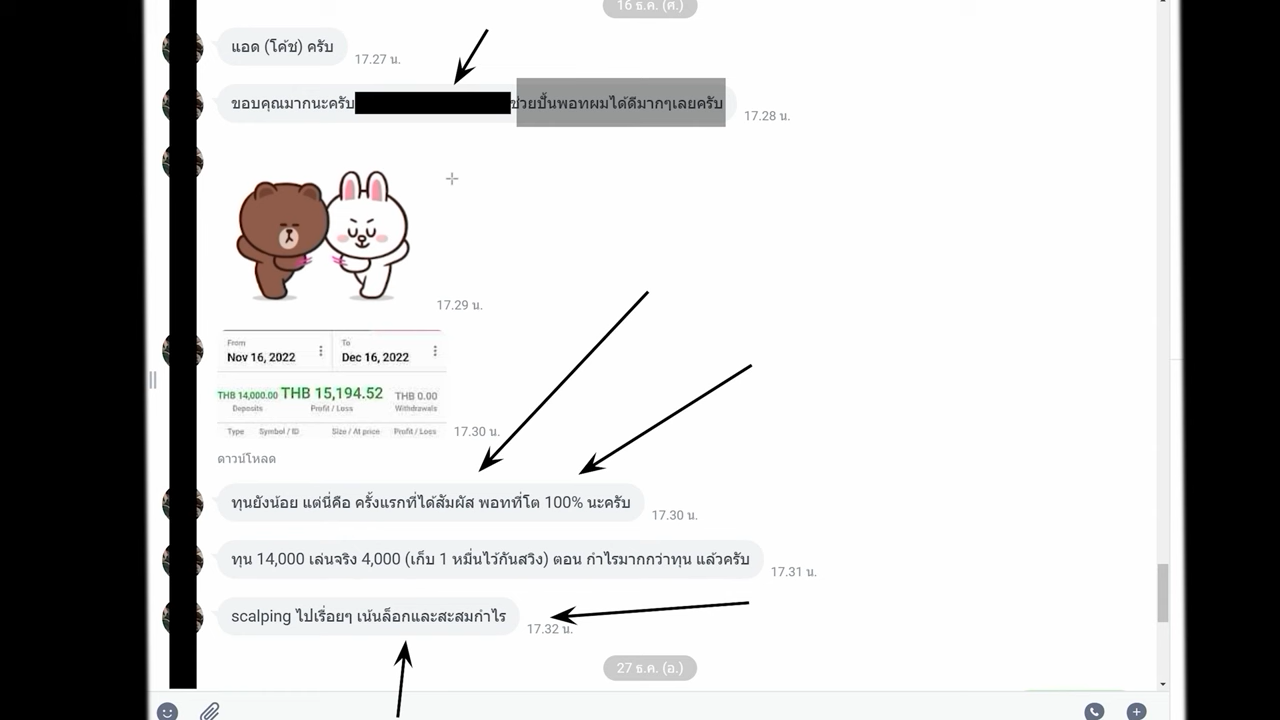 16 ธ.ค. (ศ.)
แอด (โค้ช) ครับ
17.27 น.
ขอบคุณมากนะครับ ช่วยปั้นพอทผมได้ดีมากๆเลยครับ
17.28 น.
17.29 น.
From To
Nov 16, 2022 Dec 16, 2022
THB 14,000.00 THB 15,194.52 THB 0.00
Deposits Profit / Loss Withdrawals
Type Symbol / ID Size / At price Profit / Loss
17.30 น.
ดาวน์โหลด
ทุนยังน้อย แต่นี่คือ ครั้งแรกที่ได้สัมผัส พอทที่โต 100% นะครับ
17.30 น.
ทุน 14,000 เล่นจริง 4,000 (เก็บ 1 หมื่นไว้กันสวิง) ตอน กำไรมากกว่าทุน แล้วครับ
17.31 น.
scalping ไปเรื่อยๆ เน้นล็อกและสะสมกำไร
17.32 น.
27 ธ.ค. (อ.)